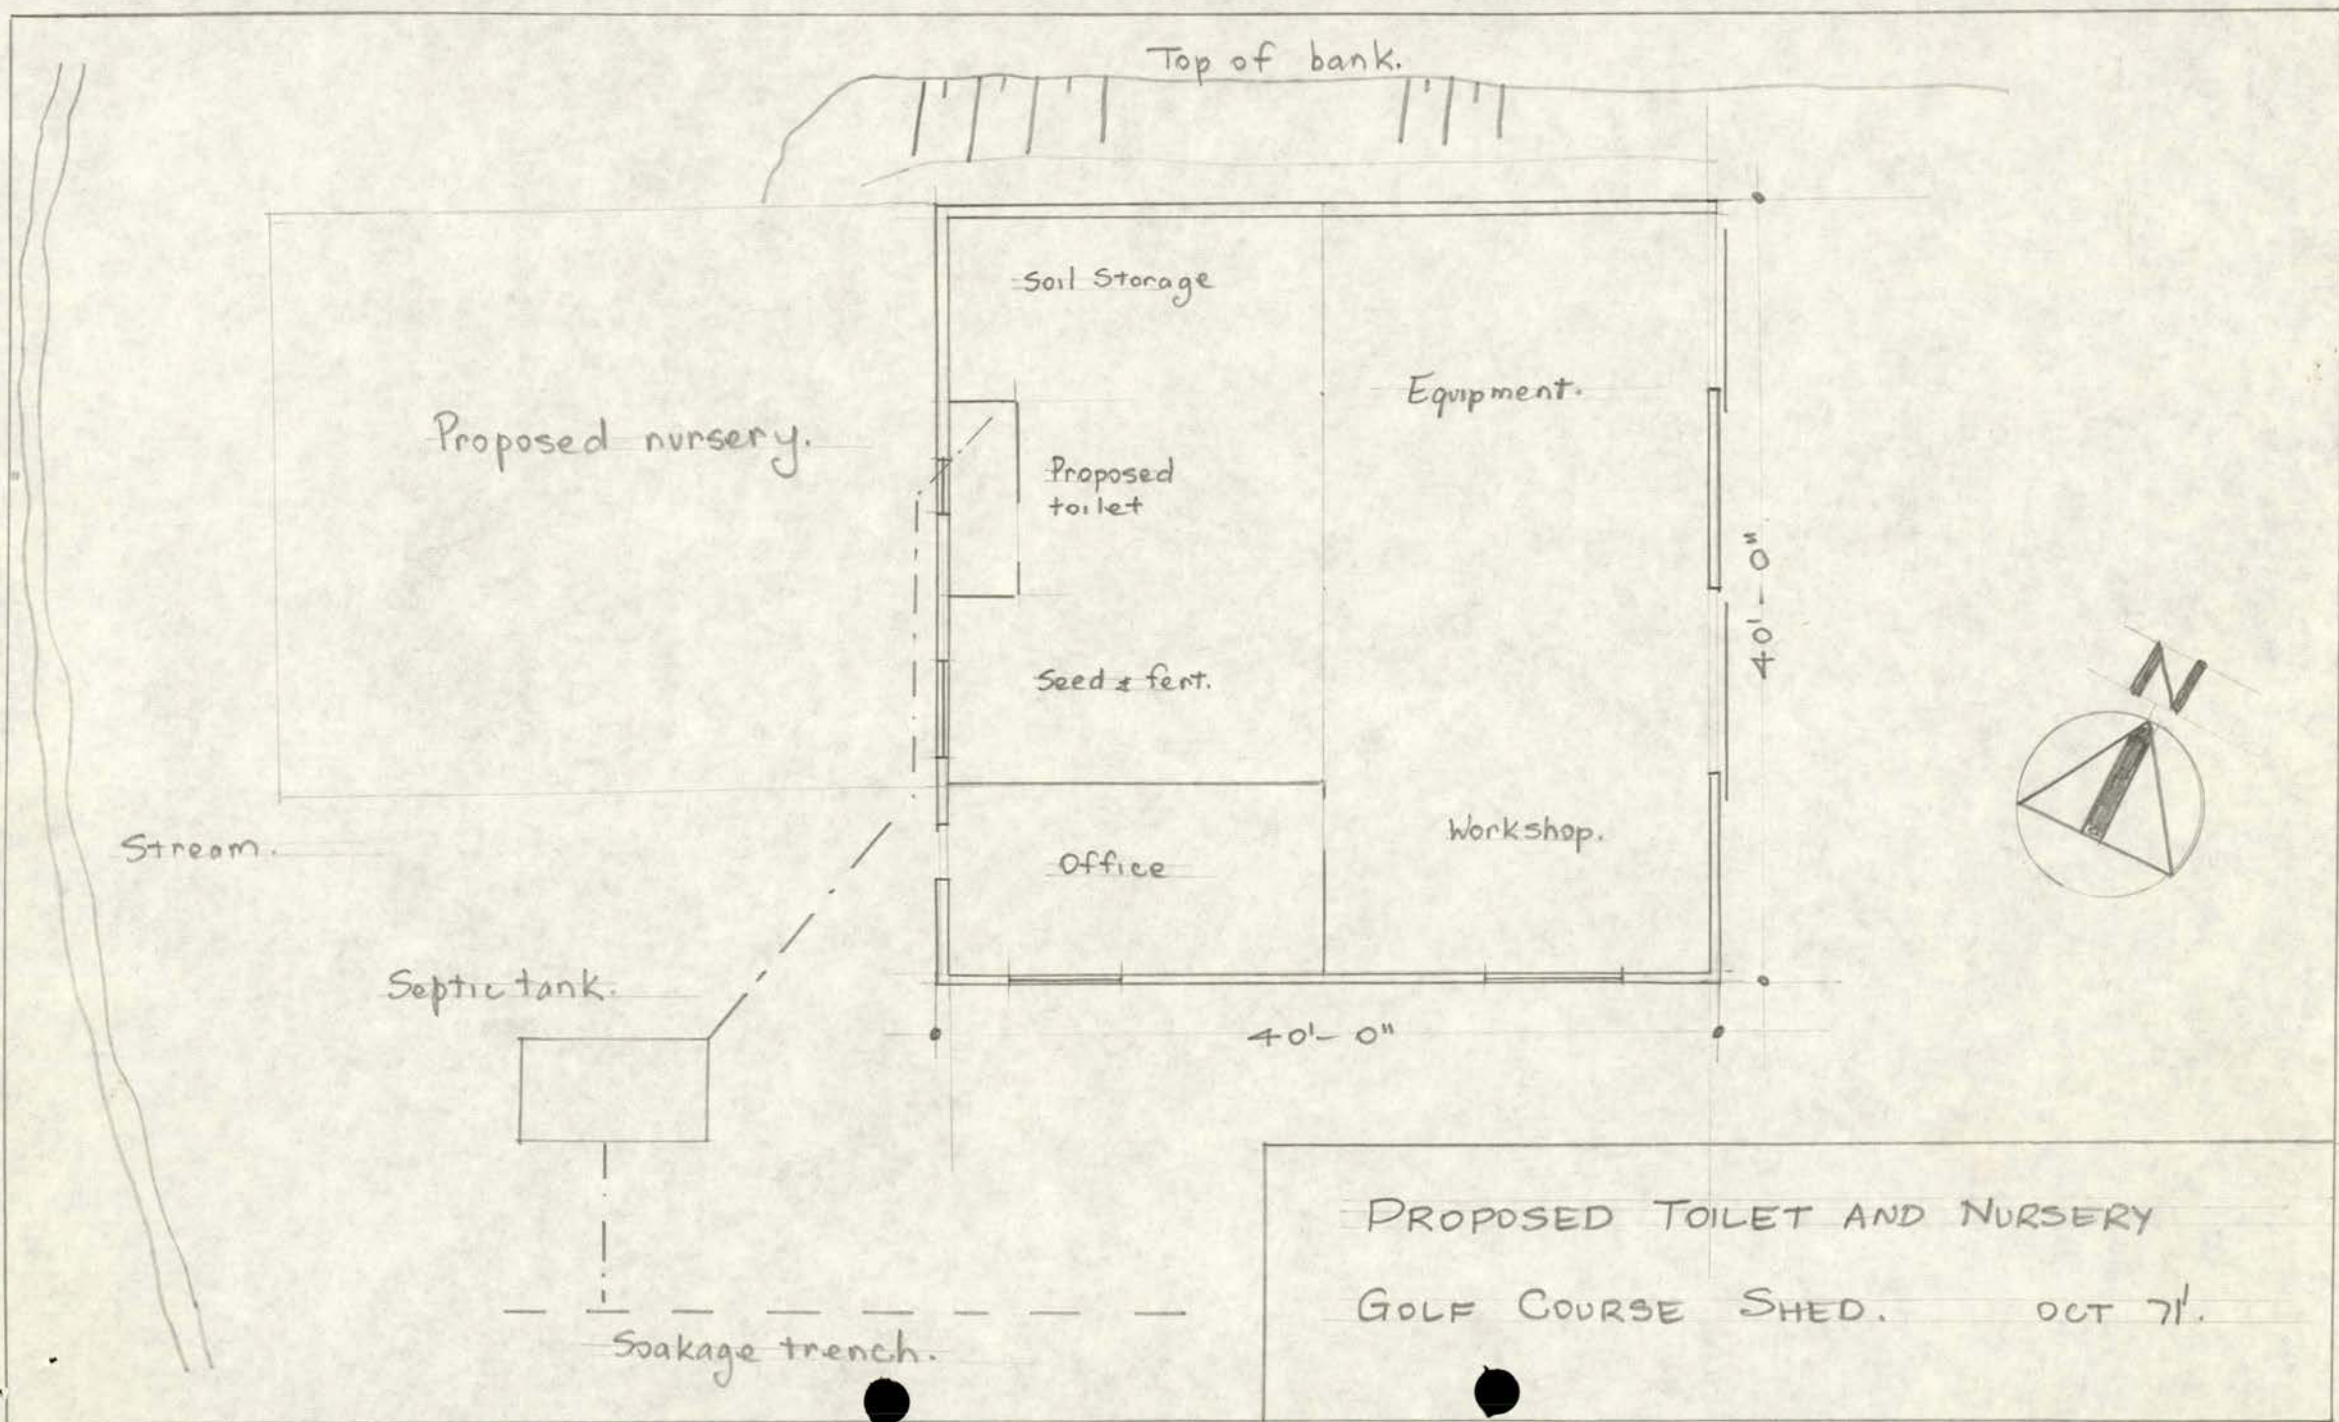 Top of bank.
Soil Storage
Equipment.
Proposed nursery.
Proposed
toilet
40'-0"
N
Seed & fert.
Stream.
Workshop.
Office
Septic tank.
40'-0"
PROPOSED TOILET AND NURSERY
GOLF COURSE SHED. OCT 71'.
Soakage trench.